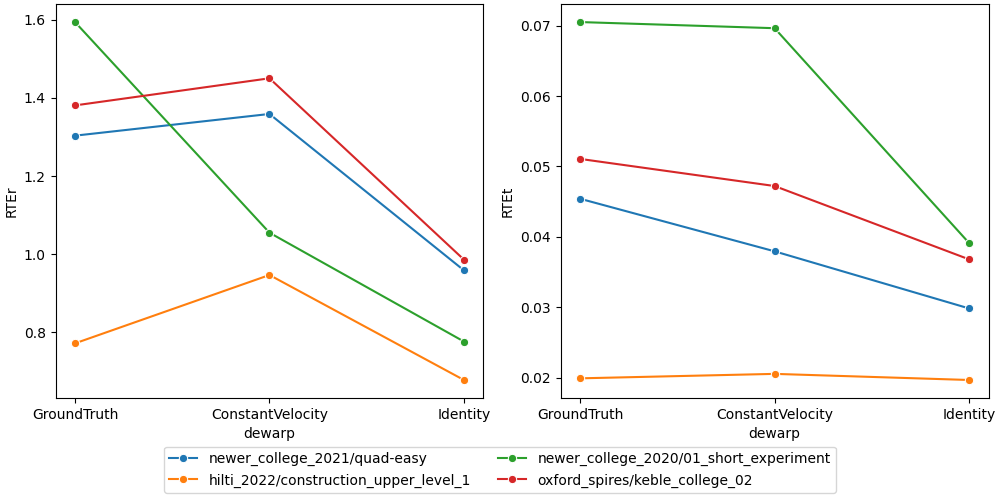 1.6
1.4
1.2
1.0
0.8
RTEr
GroundTruth
ConstantVelocity
Identity
dewarp
0.07
0.06
0.05
0.04
0.03
0.02
RTEt
GroundTruth
ConstantVelocity
Identity
dewarp
newer_college_2021/quad-easy
hilti_2022/construction_upper_level_1
newer_college_2020/01_short_experiment
oxford_spires/keble_college_02